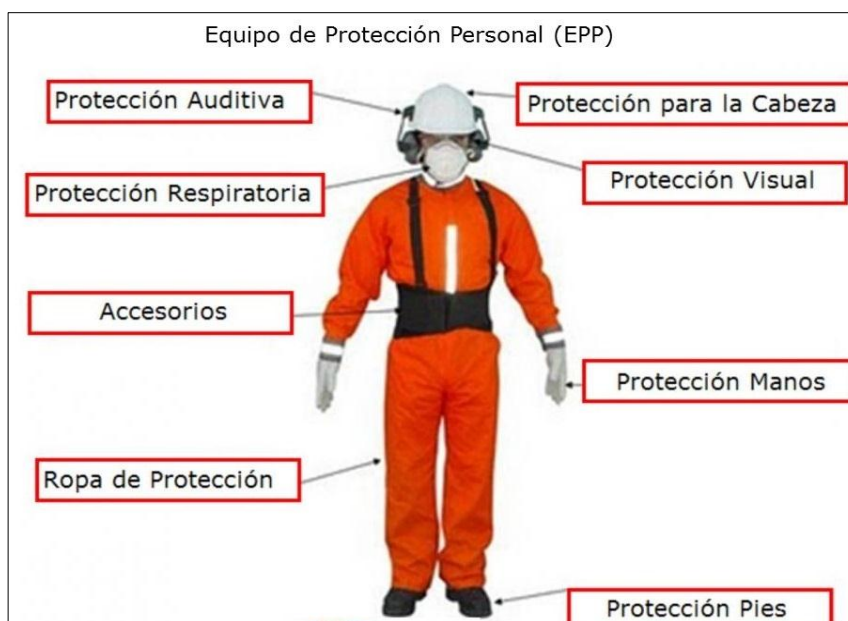 Equipo de Protección Personal (EPP)
Protección Auditiva
Protección para la Cabeza
Protección Respiratoria
Protección Visual
Accesorios
Protección Manos
Ropa de Protección
Protección Pies